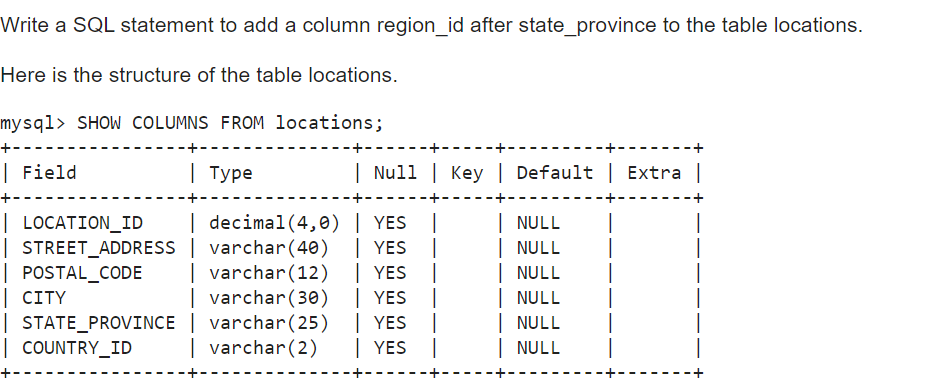 Write a SQL statement to add a column region_id after state_province to the table locations.
Here is the structure of the table locations.
mysql> SHOW COLUMNS FROM locations;
+----------------+--------------+------+-----+---------+-------+
| Field          | Type         | Null | Key | Default | Extra |
+----------------+--------------+------+-----+---------+-------+
| LOCATION_ID    | decimal(4,0) | YES  |     | NULL    |       |
| STREET_ADDRESS | varchar(40)  | YES  |     | NULL    |       |
| POSTAL_CODE    | varchar(12)  | YES  |     | NULL    |       |
| CITY           | varchar(30)  | YES  |     | NULL    |       |
| STATE_PROVINCE | varchar(25)  | YES  |     | NULL    |       |
| COUNTRY_ID     | varchar(2)   | YES  |     | NULL    |       |
+----------------+--------------+------+-----+---------+-------+